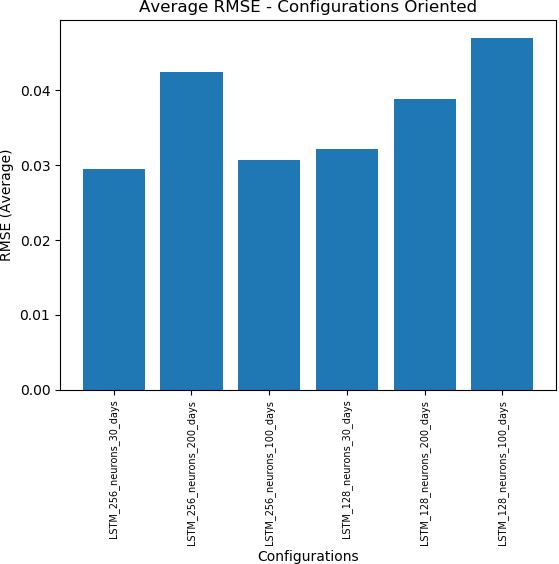 Average RMSE - Configurations Oriented
RMSE (Average)
0.04
0.03
0.02
0.01
0.00
LSTM_256_neurons_30_days
LSTM_256_neurons_200_days
LSTM_256_neurons_100_days
LSTM_128_neurons_30_days
LSTM_128_neurons_200_days
LSTM_128_neurons_100_days
Configurations